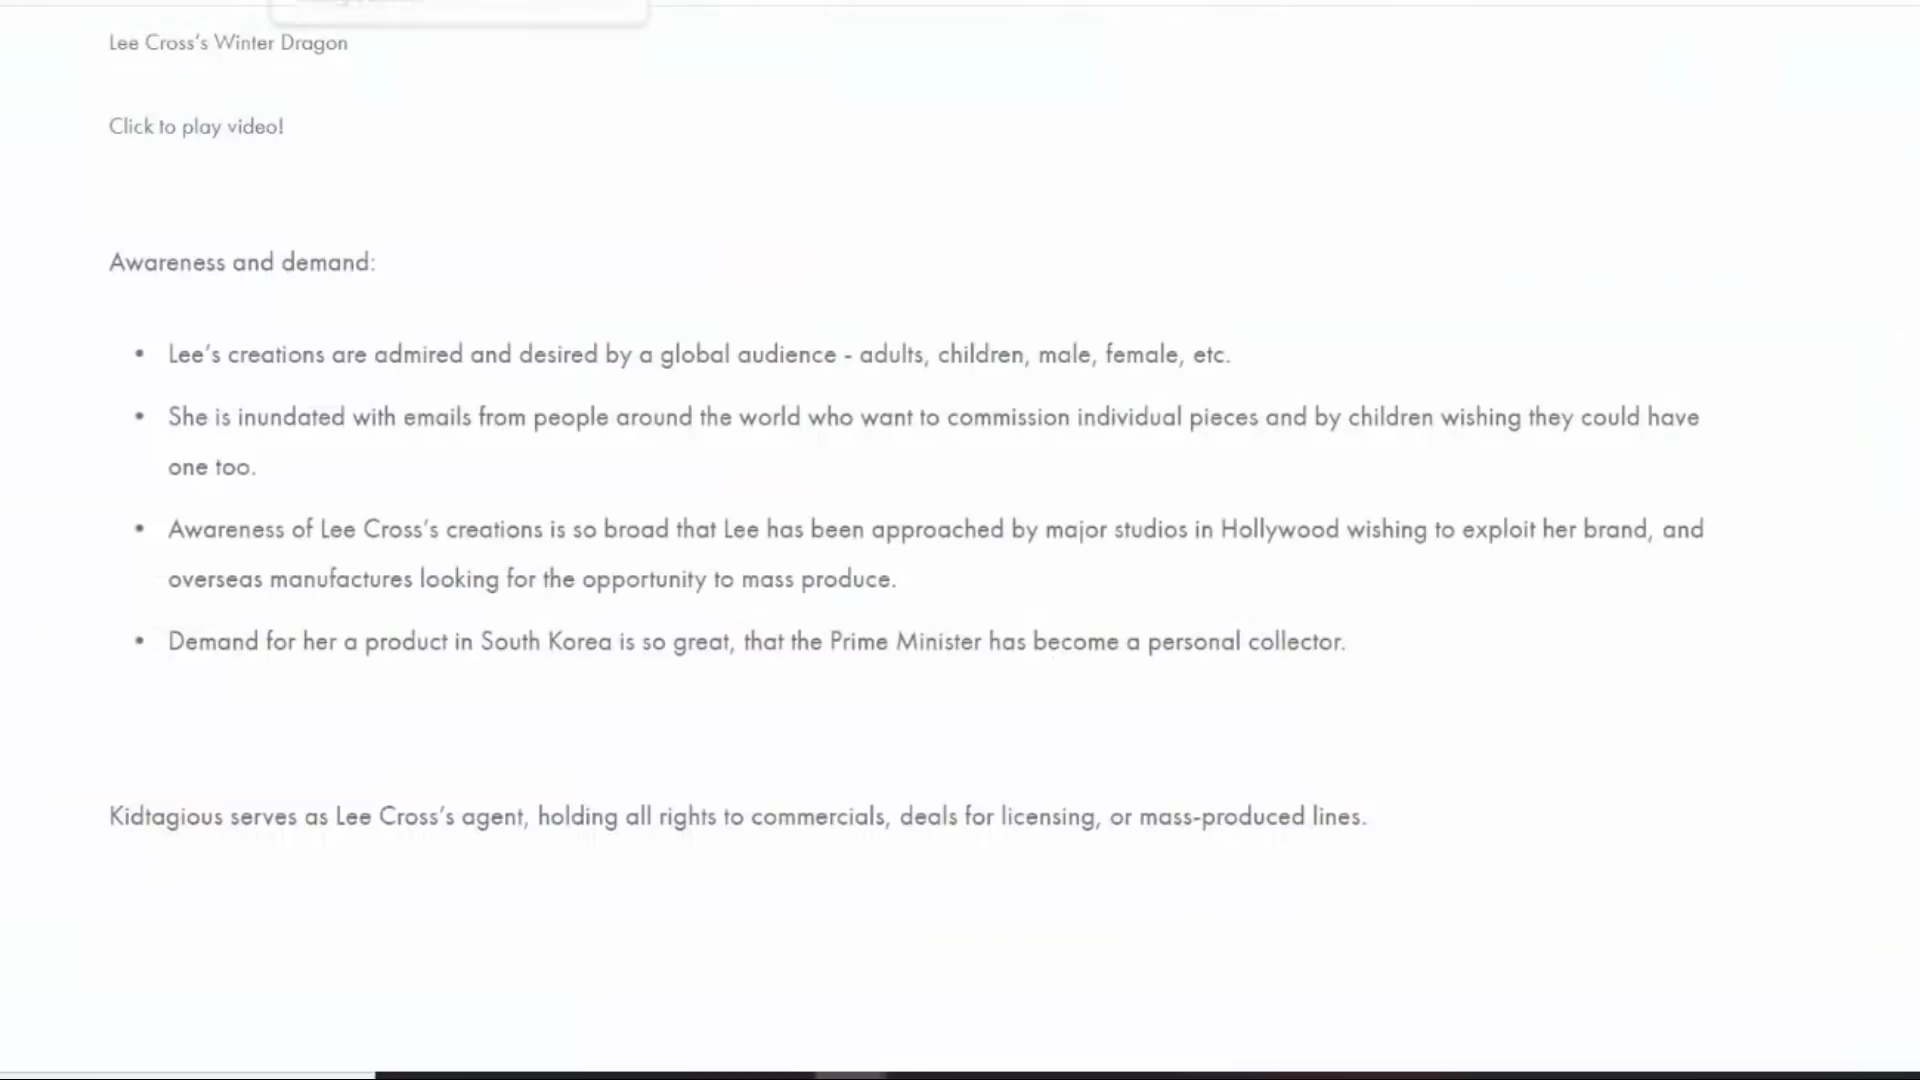 Lee Cross's Winter Dragon
Click to play video!
Awareness and demand:
• Lee's creations are admired and desired by a global audience - adults, children, male, female, etc.
• She is inundated with emails from people around the world who want to commission individual pieces and by children wishing they could have
one too.
• Awareness of Lee Cross's creations is so broad that Lee has been approached by major studios in Hollywood wishing to exploit her brand, and
overseas manufactures looking for the opportunity to mass produce.
• Demand for her a product in South Korea is so great, that the Prime Minister has become a personal collector.
Kidtagious serves as Lee Cross's agent, holding all rights to commercials, deals for licensing, or mass-produced lines.